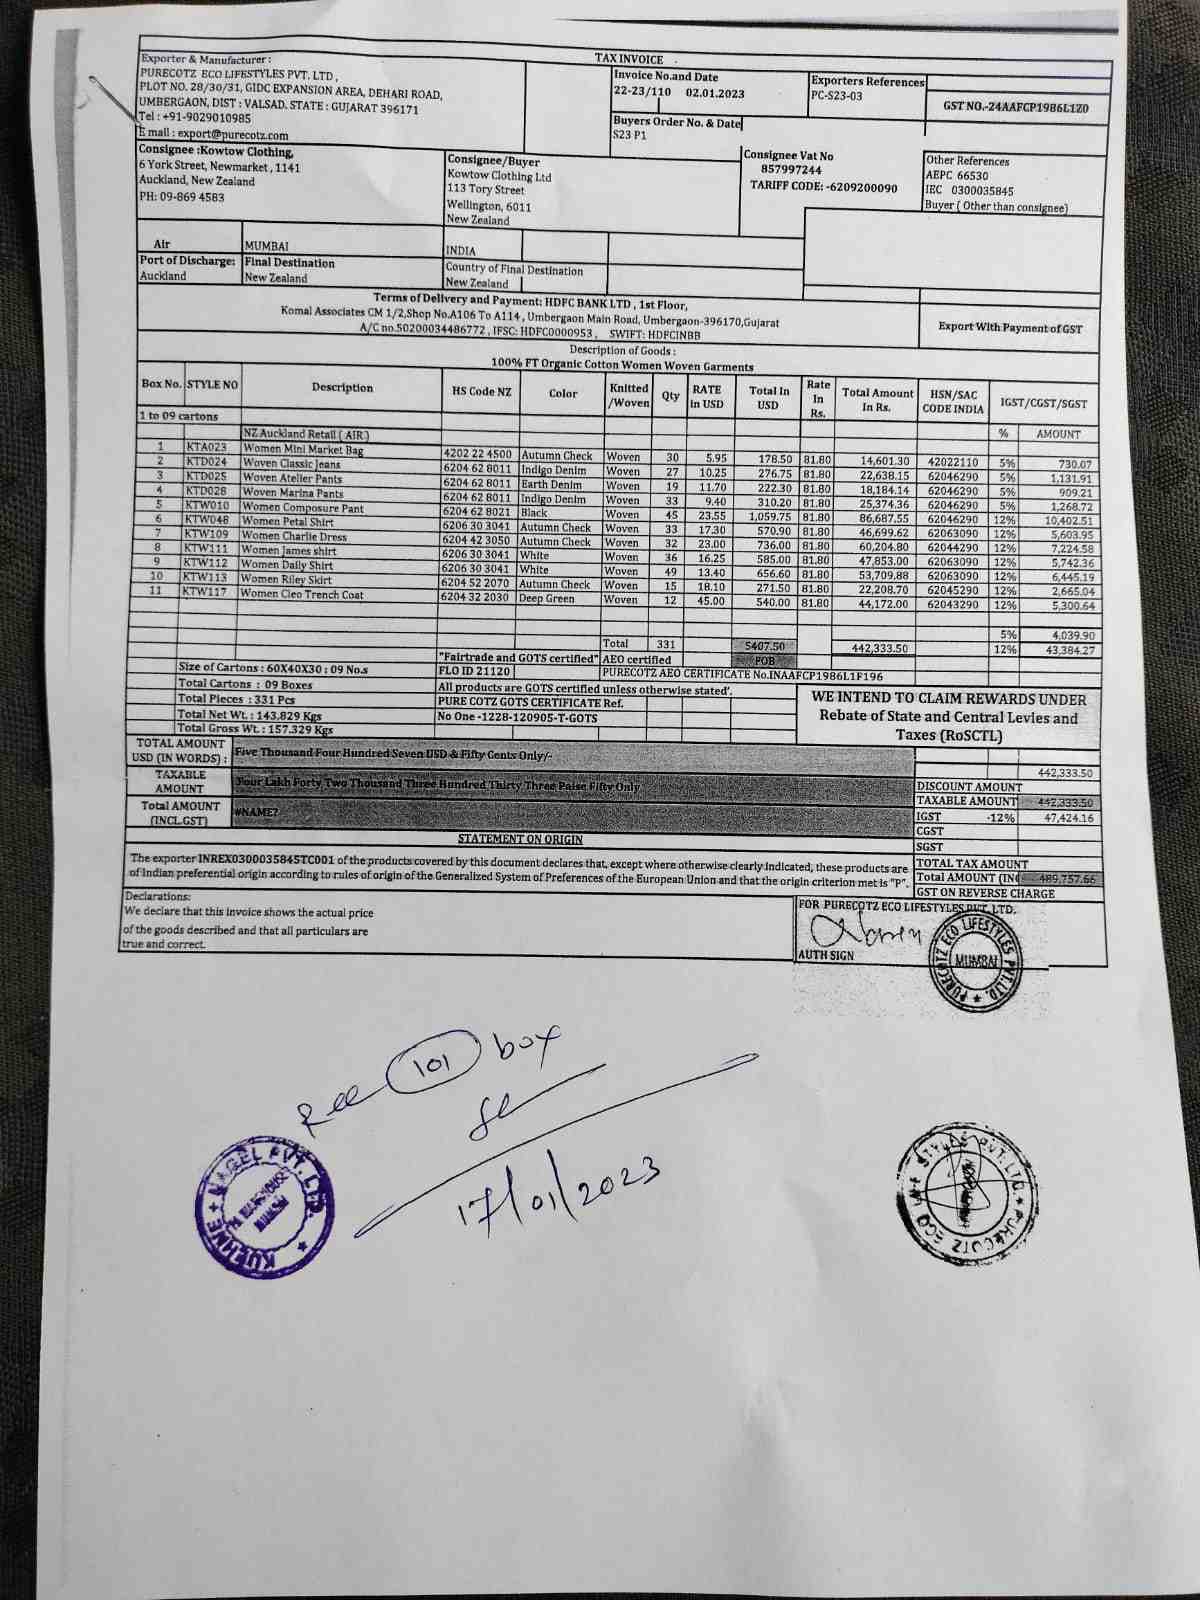 TAX INVOICE
Exporter & Manufacturer :
PURECOTZ ECO LIFESTYLES PVT. LTD ,
PLOT NO. 28/30/31, GIDC EXPANSION AREA, DEHARI ROAD,
UMBERGAON, DIST : VALSAD. STATE : GUJARAT 396171
Tel : +91-9029010985
E mail : export@purecotz.com
Invoice No.and Date
22-23/110 02.01.2023
Exporters References
PC-S23-03
GST NO.-24AAFCP1986L1Z0
Buyers Order No. & Date
S23 P1
Consignee :Kowtow Clothing,
6 York Street, Newmarket , 1141
Auckland, New Zealand
PH: 09-869 4583
Consignee/Buyer
Kowtow Clothing Ltd
113 Tory Street
Wellington, 6011
New Zealand
Consignee Vat No
857997244
TARIFF CODE: -6209200090
Other References
AEPC 66530
IEC 0300035845
Buyer ( Other than consignee)
Air MUMBAI INDIA
Port of Discharge: Final Destination Country of Final Destination
Auckland New Zealand New Zealand
Terms of Delivery and Payment: HDFC BANK LTD , 1st Floor,
Komal Associates CM 1/2,Shop No.A106 To A114 , Umbergaon Main Road, Umbergaon-396170,Gujarat
A/C no.50200034486772 , IFSC: HDFC0000953 , SWIFT: HDFCINBB
Export With Payment of GST
Description of Goods :
100% FT Organic Cotton Women Woven Garments
Box No. STYLE NO Description HS Code NZ Color Knitted /Woven Qty RATE in USD Total In USD Rate In Rs. Total Amount In Rs. HSN/SAC CODE INDIA IGST/CGST/SGST
1 to 09 cartons % AMOUNT
NZ Auckland Retail ( AIR )
1 KTA023 Women Mini Market Bag 4202 22 4500 Autumn Check Woven 30 5.95 178.50 81.80 14,601.30 42022110 5% 730.07
2 KTD024 Woven Classic Jeans 6204 62 8011 Indigo Denim Woven 27 10.25 276.75 81.80 22,638.15 62046290 5% 1,131.91
3 KTD025 Woven Atelier Pants 6204 62 8011 Earth Denim Woven 19 11.70 222.30 81.80 18,184.14 62046290 5% 909.21
4 KTD028 Woven Marina Pants 6204 62 8011 Indigo Denim Woven 33 9.40 310.20 81.80 25,374.36 62046290 5% 1,268.72
5 KTW010 Women Composure Pant 6204 62 8021 Black Woven 45 23.55 1,059.75 81.80 86,687.55 62046290 12% 10,402.51
6 KTW048 Women Petal Shirt 6206 30 3041 Autumn Check Woven 33 17.30 570.90 81.80 46,699.62 62063090 12% 5,603.95
7 KTW109 Women Charlie Dress 6204 42 3050 Autumn Check Woven 32 23.00 736.00 81.80 60,204.80 62044290 12% 7,224.58
8 KTW111 Women James shirt 6206 30 3041 White Woven 36 16.25 585.00 81.80 47,853.00 62063090 12% 5,742.36
9 KTW112 Women Daily Shirt 6206 30 3041 White Woven 49 13.40 656.60 81.80 53,709.88 62063090 12% 6,445.19
10 KTW113 Women Riley Skirt 6204 52 2070 Autumn Check Woven 15 18.10 271.50 81.80 22,208.70 62045290 12% 2,665.04
11 KTW117 Women Cleo Trench Coat 6204 32 2030 Deep Green Woven 12 45.00 540.00 81.80 44,172.00 62043290 12% 5,300.64
5% 4,039.90
Total 331 5407.50 442,333.50 12% 43,384.27
"Fairtrade and GOTS certified" AEO certified FOB
Size of Cartons : 60X40X30 : 09 No.s FLO ID 21120 PURECOTZ AEO CERTIFICATE No.INAAFCP1986L1F196
Total Cartons : 09 Boxes All products are GOTS certified unless otherwise stated'.
Total Pieces : 331 Pcs PURE COTZ GOTS CERTIFICATE Ref.
Total Net Wt. : 143.829 Kgs No One -1228-120905-T-GOTS
Total Gross Wt. : 157.329 Kgs
WE INTEND TO CLAIM REWARDS UNDER
Rebate of State and Central Levies and
Taxes (RoSCTL)
TOTAL AMOUNT USD (IN WORDS) : Five Thousand Four Hundred Seven USD & Fifty Cents Only/-
442,333.50
TAXABLE AMOUNT Four Lakh Forty Two Thousand Three Hundred Thirty Three Paise Fifty Only
DISCOUNT AMOUNT
TAXABLE AMOUNT 442,333.50
Total AMOUNT (INCL.GST) #NAME?
IGST -12% 47,424.16
CGST
SGST
STATEMENT ON ORIGIN
The exporter INREX0300035845TC001 of the products covered by this document declares that, except where otherwise clearly indicated, these products are
of Indian preferential origin according to rules of origin of the Generalized System of Preferences of the European Union and that the origin criterion met is "P".
TOTAL TAX AMOUNT
Total AMOUNT (IN 489,757.66
GST ON REVERSE CHARGE
Declarations:
We declare that this invoice shows the actual price
of the goods described and that all particulars are
true and correct.
FOR PURECOTZ ECO LIFESTYLES PVT. LTD.
AUTH SIGN
PURECOTZ ECO LIFESTYLES PVT.LTD.
MUMBAI
101 box
17/01/2023
KUEHNE + NAGEL PVT. LTD.
WAREHOUSE
PURECOTZ ECO LIFE STYLES PVT. LTD